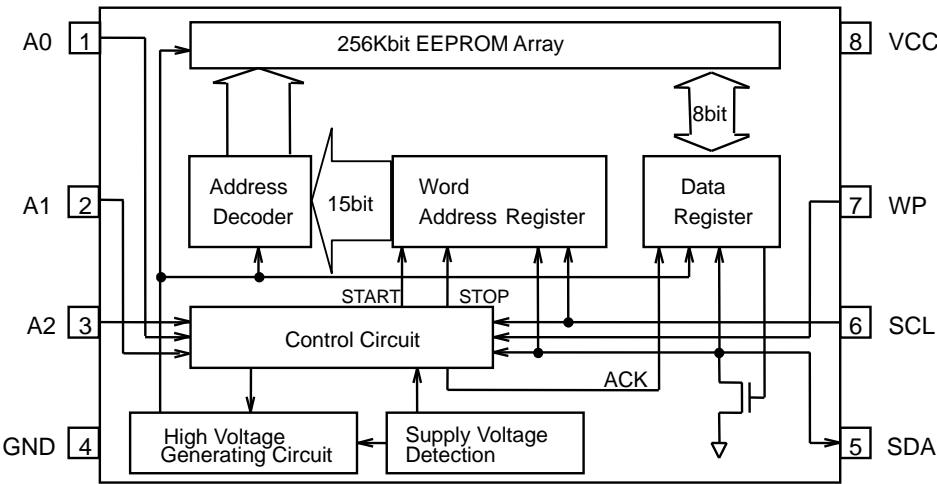 A0 1
256Kbit EEPROM Array
8 VCC
8bit
A1 2
Address
Decoder
15bit
Word
Address Register
Data
Register
7 WP
START
STOP
A2 3
Control Circuit
6 SCL
ACK
GND 4
High Voltage
Generating Circuit
Supply Voltage
Detection
5 SDA